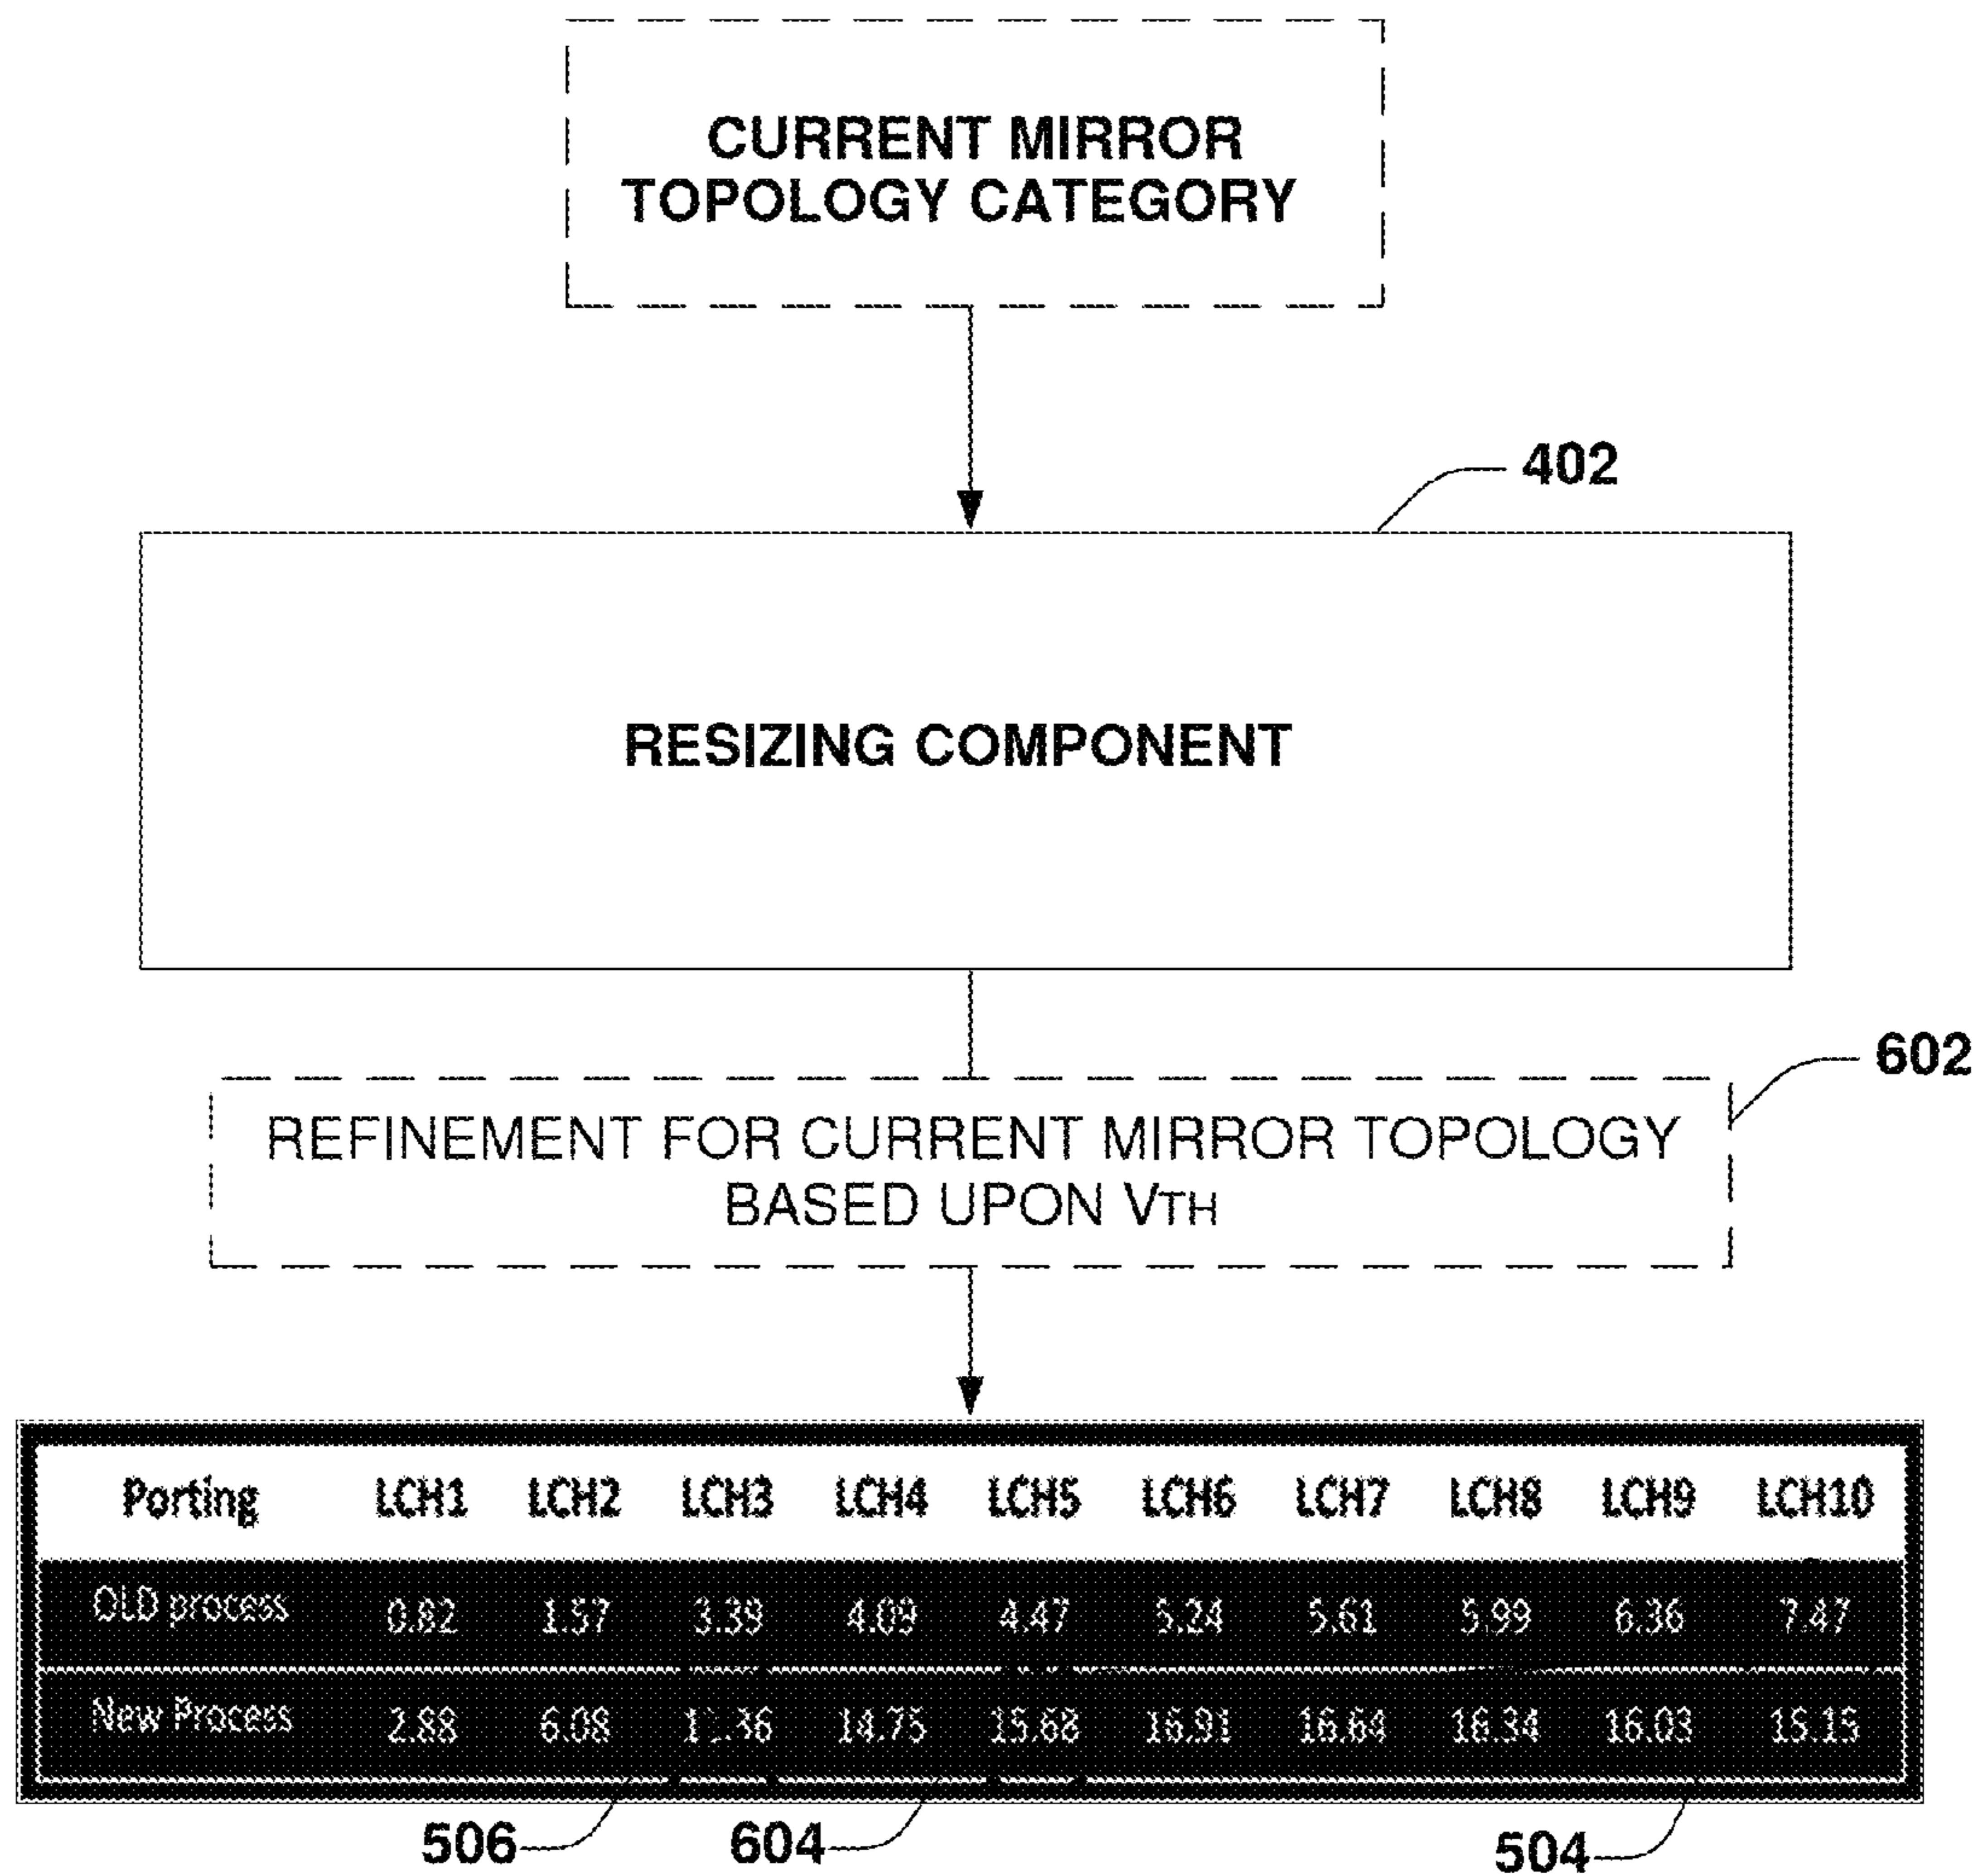 CURRENT MIRROR
TOPOLOGY CATEGORY
402
RESIZING COMPONENT
602
REFINEMENT FOR CURRENT MIRROR TOPOLOGY
BASED UPON VTH
Porting LCH1 LCH2 LCH3 LCH4 LCH5 LCH6 LCH7 LCH8 LCH9 LCH10
OLD process 0.82 1.57 3.39 4.09 4.47 5.24 5.61 5.99 6.36 7.47
New Process 2.88 6.08 14.75 15.68 16.91 16.64 16.34 16.03 15.15
506 604 504